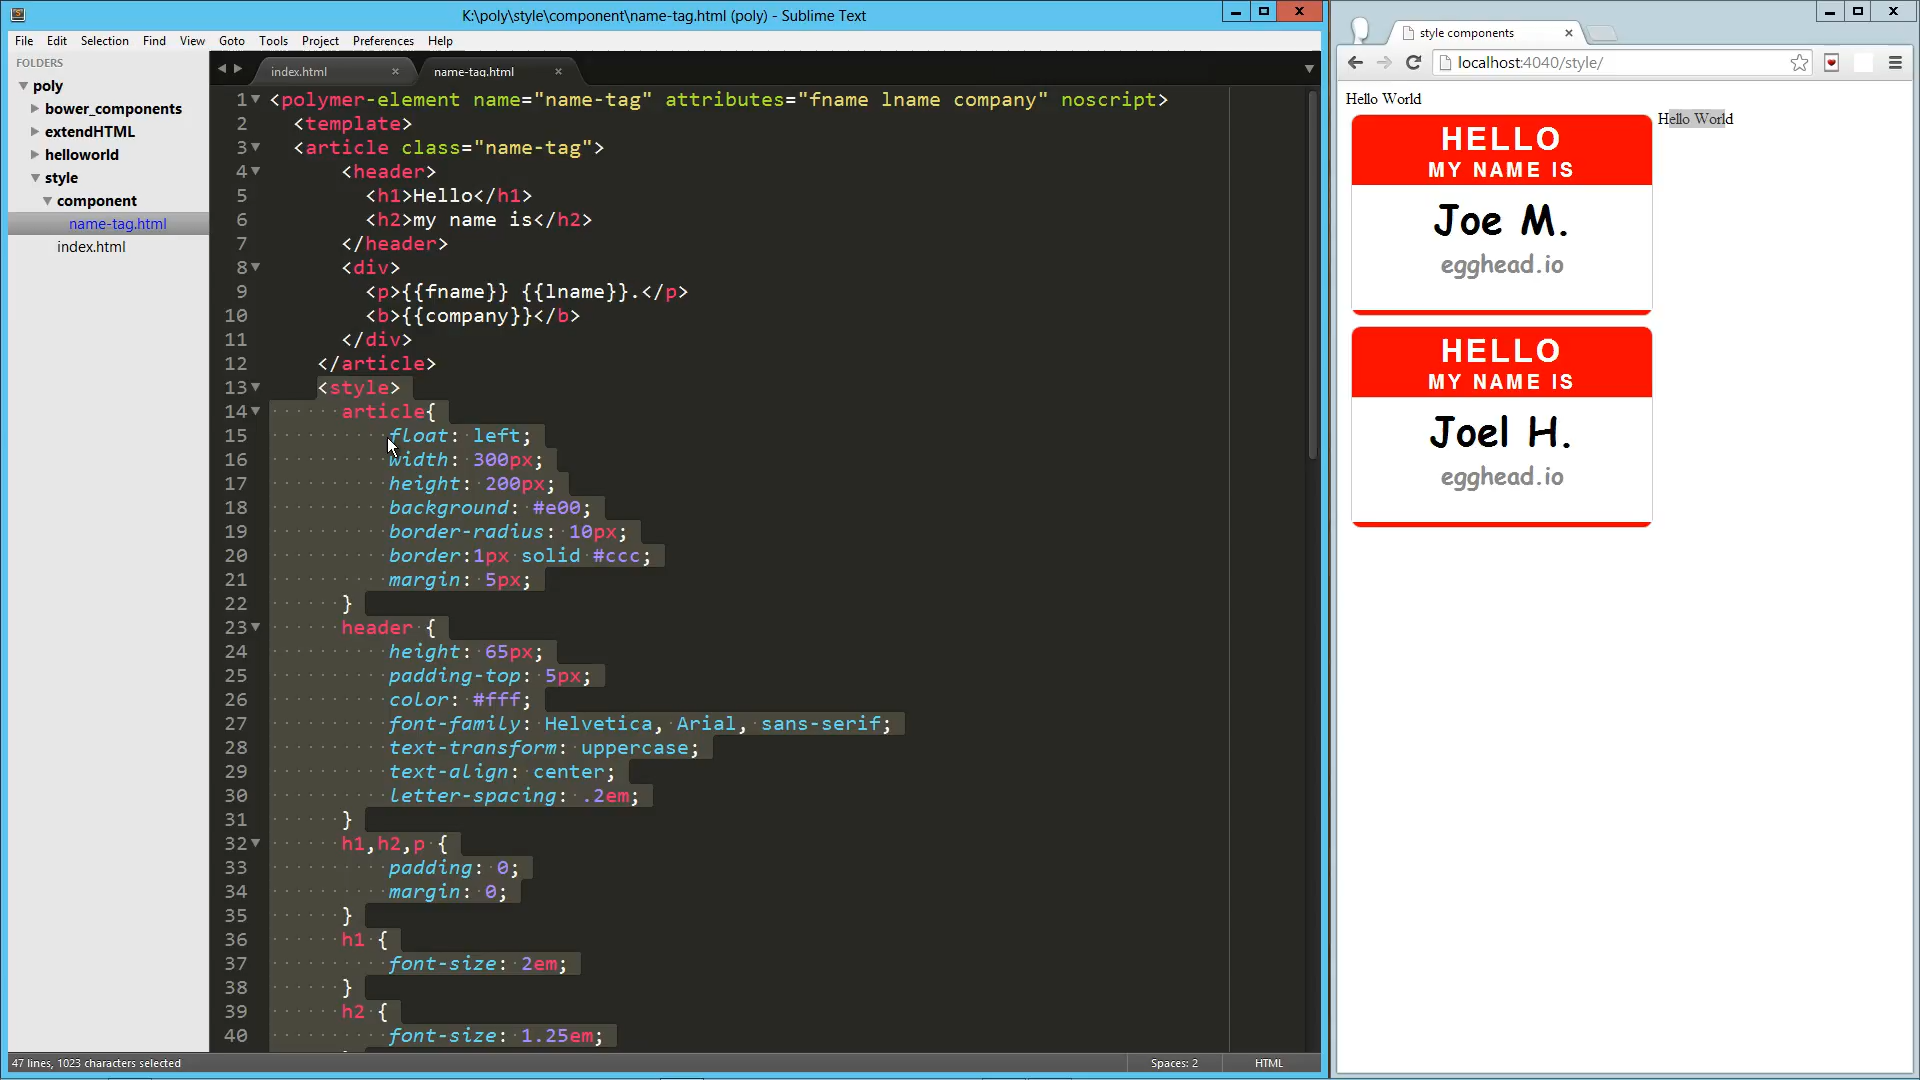 K:\poly\style\component\name-tag.html (poly) - Sublime Text
File Edit Selection Find View Goto Tools Project Preferences Help
FOLDERS
poly
bower_components
extendHTML
helloworld
style
component
name-tag.html
index.html
index.html
name-tag.html
1 <polymer-element name="name-tag" attributes="fname lname company" noscript>
2 <template>
3 <article class="name-tag">
4 <header>
5 <h1>Hello</h1>
6 <h2>my name is</h2>
7 </header>
8 <div>
9 <p>{{fname}} {{lname}}.</p>
10 <b>{{company}}</b>
11 </div>
12 </article>
13 <style>
14 article{
15 float: left;
16 width: 300px;
17 height: 200px;
18 background: #e00;
19 border-radius: 10px;
20 border:1px solid #ccc;
21 margin: 5px;
22 }
23 header {
24 height: 65px;
25 padding-top: 5px;
26 color: #fff;
27 font-family: Helvetica, Arial, sans-serif;
28 text-transform: uppercase;
29 text-align: center;
30 letter-spacing: .2em;
31 }
32 h1,h2,p {
33 padding: 0;
34 margin: 0;
35 }
36 h1 {
37 font-size: 2em;
38 }
39 h2 {
40 font-size: 1.25em;
47 lines, 1023 characters selected
Spaces: 2
HTML
style components
localhost:4040/style/
Hello World
Hello World
HELLO
MY NAME IS
Joe M.
egghead.io
HELLO
MY NAME IS
Joel H.
egghead.io